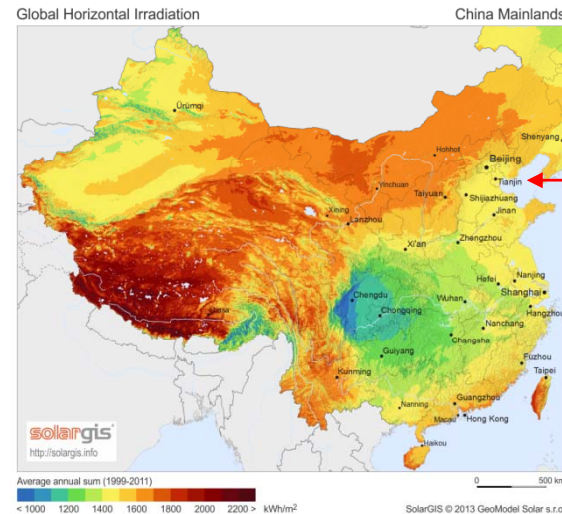 Global Horizontal Irradiation
China Mainlands
Ürümqi
Shenyang
Hohhot
Beijing
Tianjin
Yinchuan
Taiyuan
Shijiazhuang
Xining
Jinan
Lanzhou
Zhengzhou
Xi'an
Nanjing
Hefei
Shanghai
Chengdu
Wuhan
Hangzhou
Lhasa
Chongqing
Nanchang
Changsha
Guiyang
Fuzhou
Kunming
Taipei
Guangzhou
Nanning
Macau
Hong Kong
Haikou
solargis
http://solargis.info
Average annual sum (1999-2011)
0 500 km
< 1000 1200 1400 1600 1800 2000 2200 > kWh/m²
SolarGIS © 2013 GeoModel Solar s.r.o